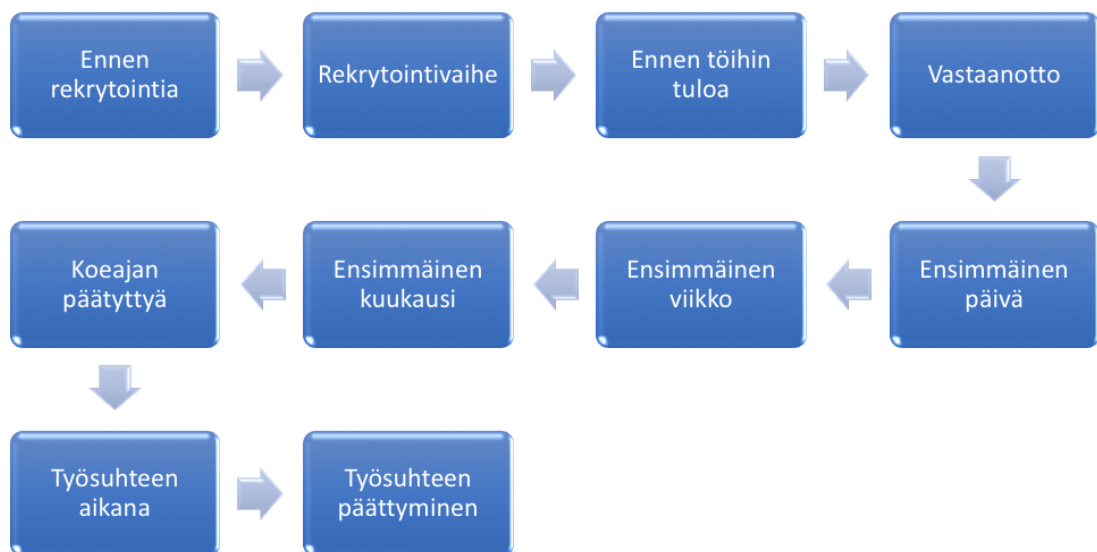 Ennen
rekrytointia
Rekrytointivaihe
Ennen töihin
tuloa
Vastaanotto
Ensimmäinen
päivä
Ensimmäinen
viikko
Ensimmäinen
kuukausi
Koeajan
päätyttyä
Työsuhteen
aikana
Työsuhteen
päättyminen